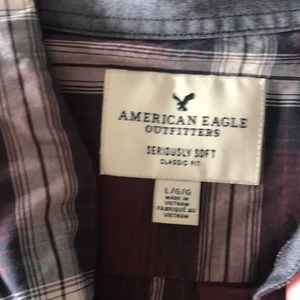 AMERICAN EAGLE
OUTFITTERS
SERIOUSLY SOFT
CLASSIC FIT
L/G/G
MADE IN
VIETNAM
FABRIQUÉ AU
VIETNAM